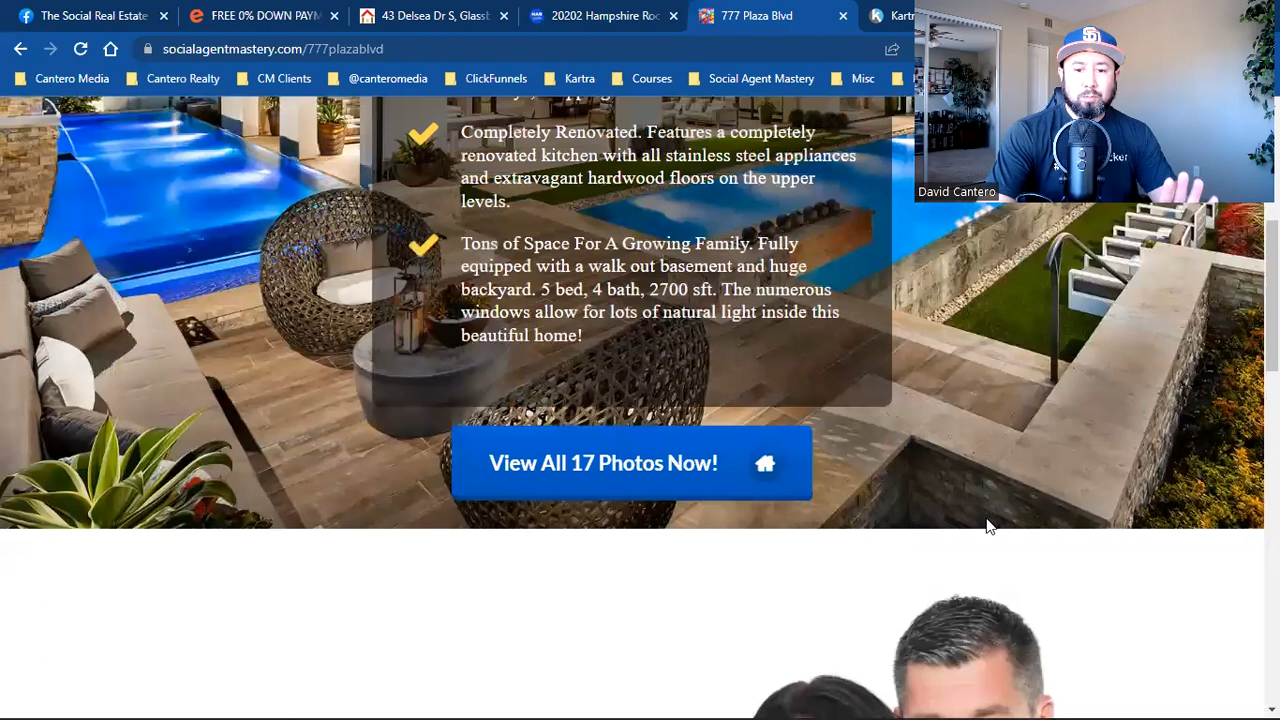 The Social Real Estate
FREE 0% DOWN PAYM
43 Delsea Dr S, Glass
20202 Hampshire Roc
777 Plaza Blvd
Kartr
socialagentmastery.com/777plazablvd
Cantero Media
Cantero Realty
CM Clients
@canteromedia
ClickFunnels
Kartra
Courses
Social Agent Mastery
Misc
Completely Renovated. Features a completely
renovated kitchen with all stainless steel appliances
and extravagant hardwood floors on the upper
levels.
Tons of Space For A Growing Family. Fully
equipped with a walk out basement and huge
backyard. 5 bed, 4 bath, 2700 sft. The numerous
windows allow for lots of natural light inside this
beautiful home!
View All 17 Photos Now!
David Cantero